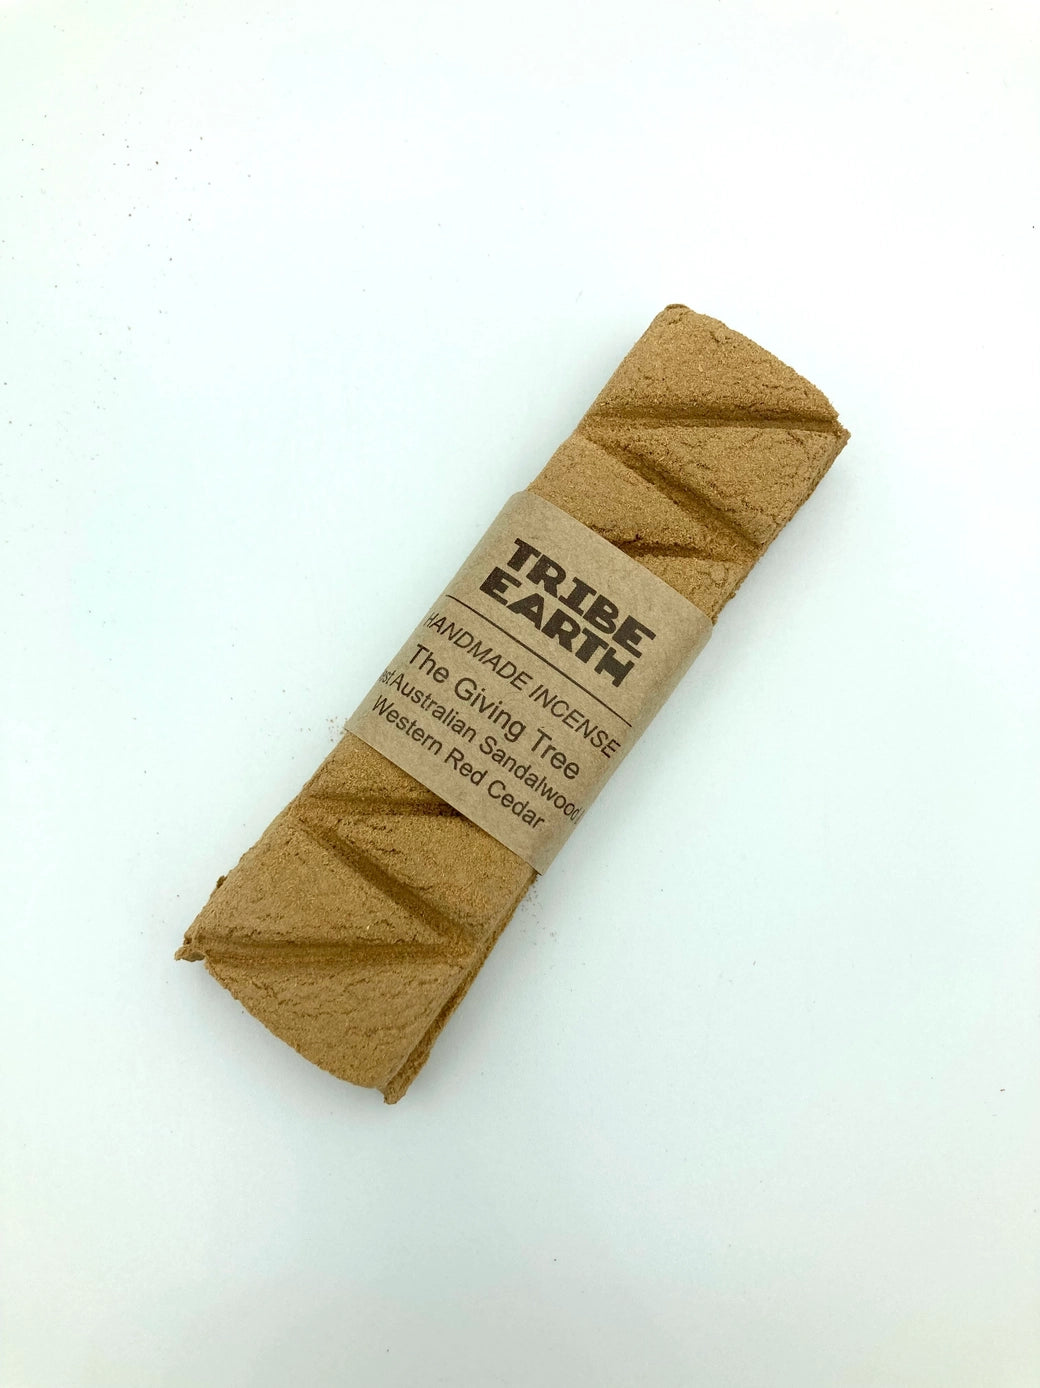 TRIBE
EARTH
HANDMADE INCENSE
The Giving Tree
Australian Sandalwood
Western Red Cedar